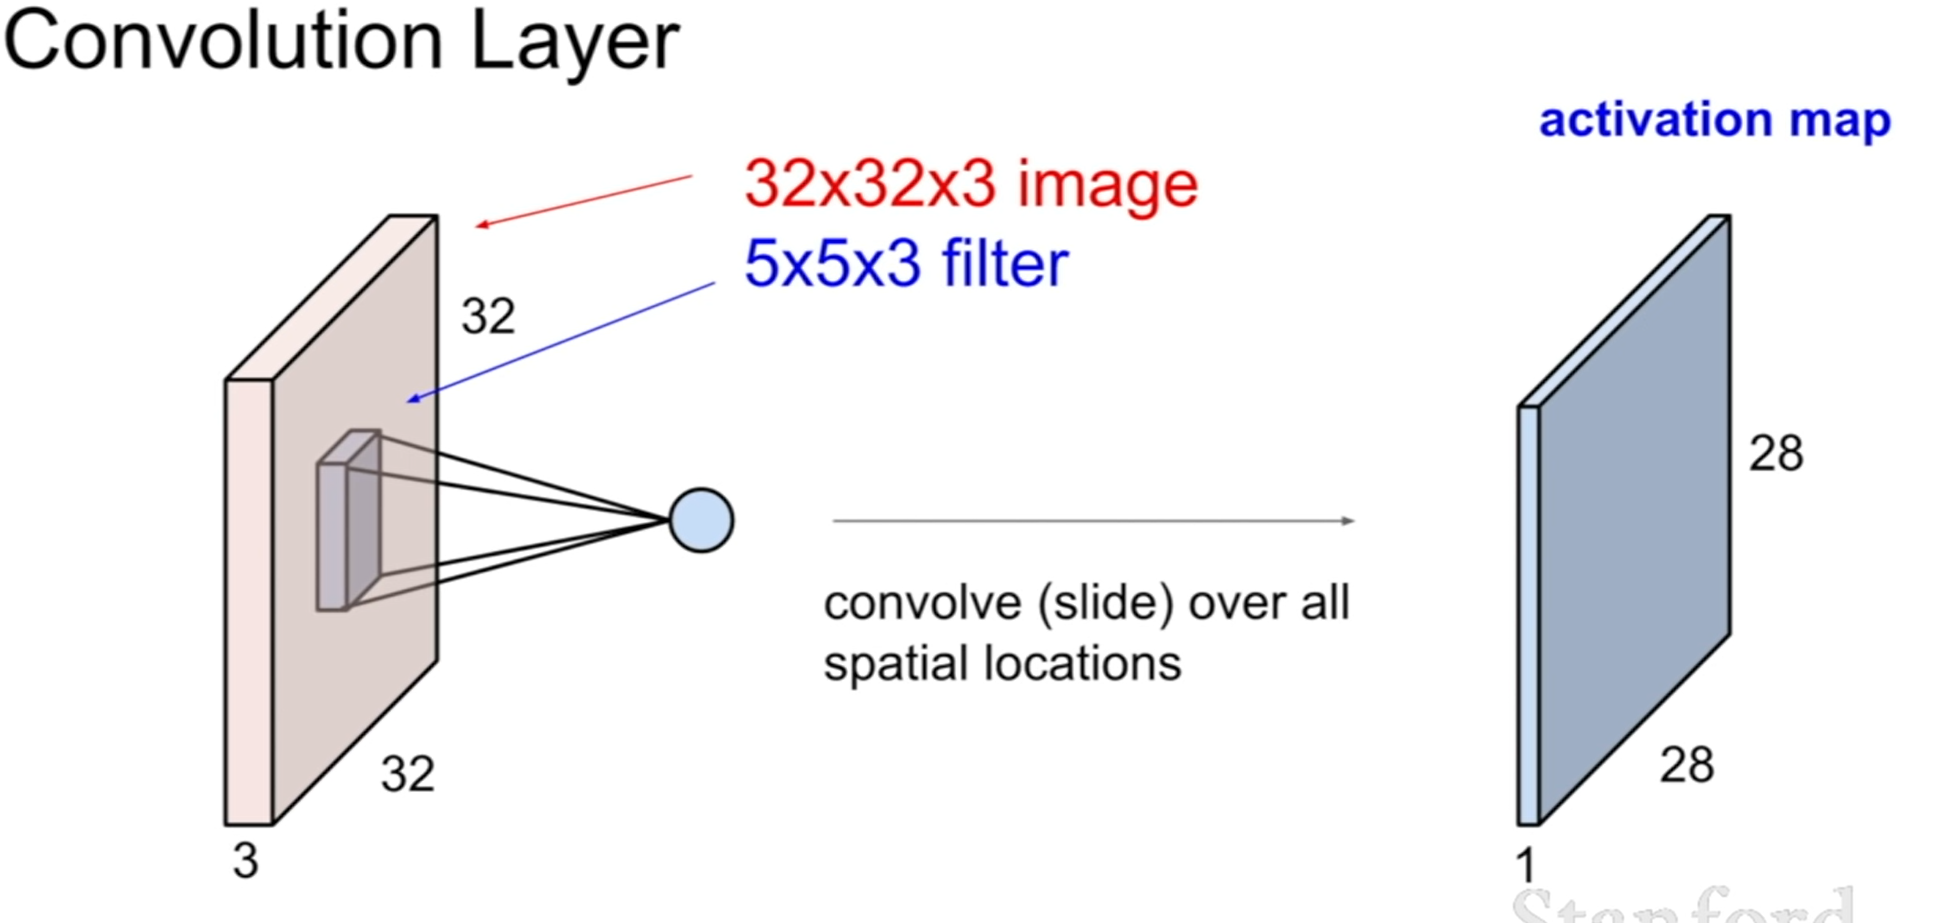 Convolution Layer
activation map
32x32x3 image
5x5x3 filter
32
32
3
convolve (slide) over all
spatial locations
28
28
1
Stanford